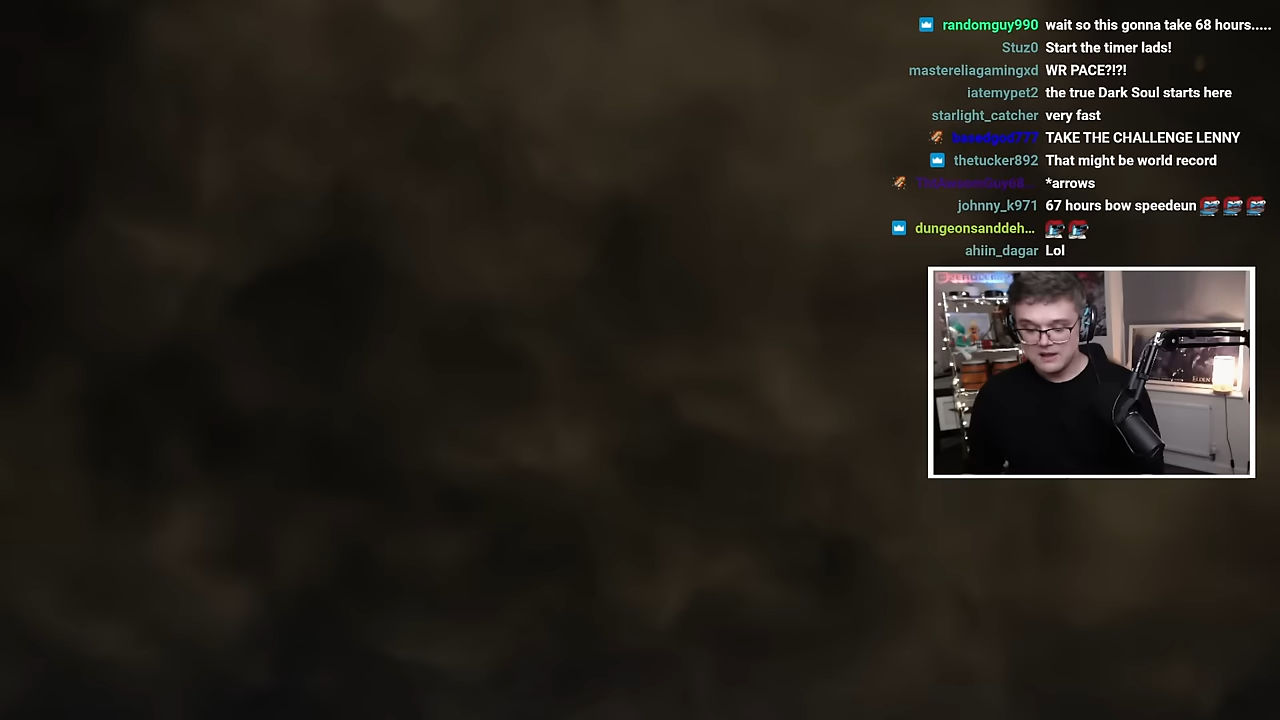 randomguy990 wait so this gonna take 68 hours.....
Stuz0 Start the timer lads!
mastereliagamingxd WR PACE?!?!
iatemypet2 the true Dark Soul starts here
starlight_catcher very fast
basedgod777 TAKE THE CHALLENGE LENNY
thetucker892 That might be world record
*arrows
johnny_k971 67 hours bow speedeun
dungeonsanddeh...
ahiin_dagar Lol
ELDEN